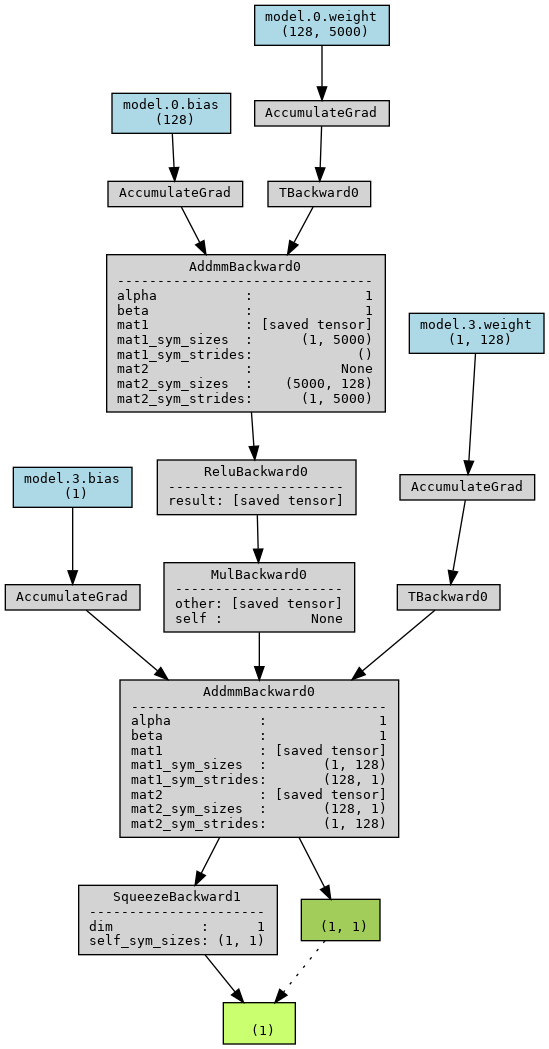 model.0.weight
(128, 5000)
model.0.bias
(128)
AccumulateGrad
AccumulateGrad
TBackward0
AddmmBackward0
--------------------------------
alpha           :              1
beta            :              1
mat1            : [saved tensor]
mat1_sym_sizes  :      (1, 5000)
mat1_sym_strides:             ()
mat2            :           None
mat2_sym_sizes  :    (5000, 128)
mat2_sym_strides:      (1, 5000)
model.3.weight
(1, 128)
ReluBackward0
----------------------
result: [saved tensor]
model.3.bias
(1)
AccumulateGrad
MulBackward0
---------------------
other: [saved tensor]
self :           None
AccumulateGrad
TBackward0
AddmmBackward0
--------------------------------
alpha           :              1
beta            :              1
mat1            : [saved tensor]
mat1_sym_sizes  :       (1, 128)
mat1_sym_strides:       (128, 1)
mat2            : [saved tensor]
mat2_sym_sizes  :       (128, 1)
mat2_sym_strides:       (1, 128)
SqueezeBackward1
----------------------
dim           :      1
self_sym_sizes: (1, 1)
(1, 1)
(1)